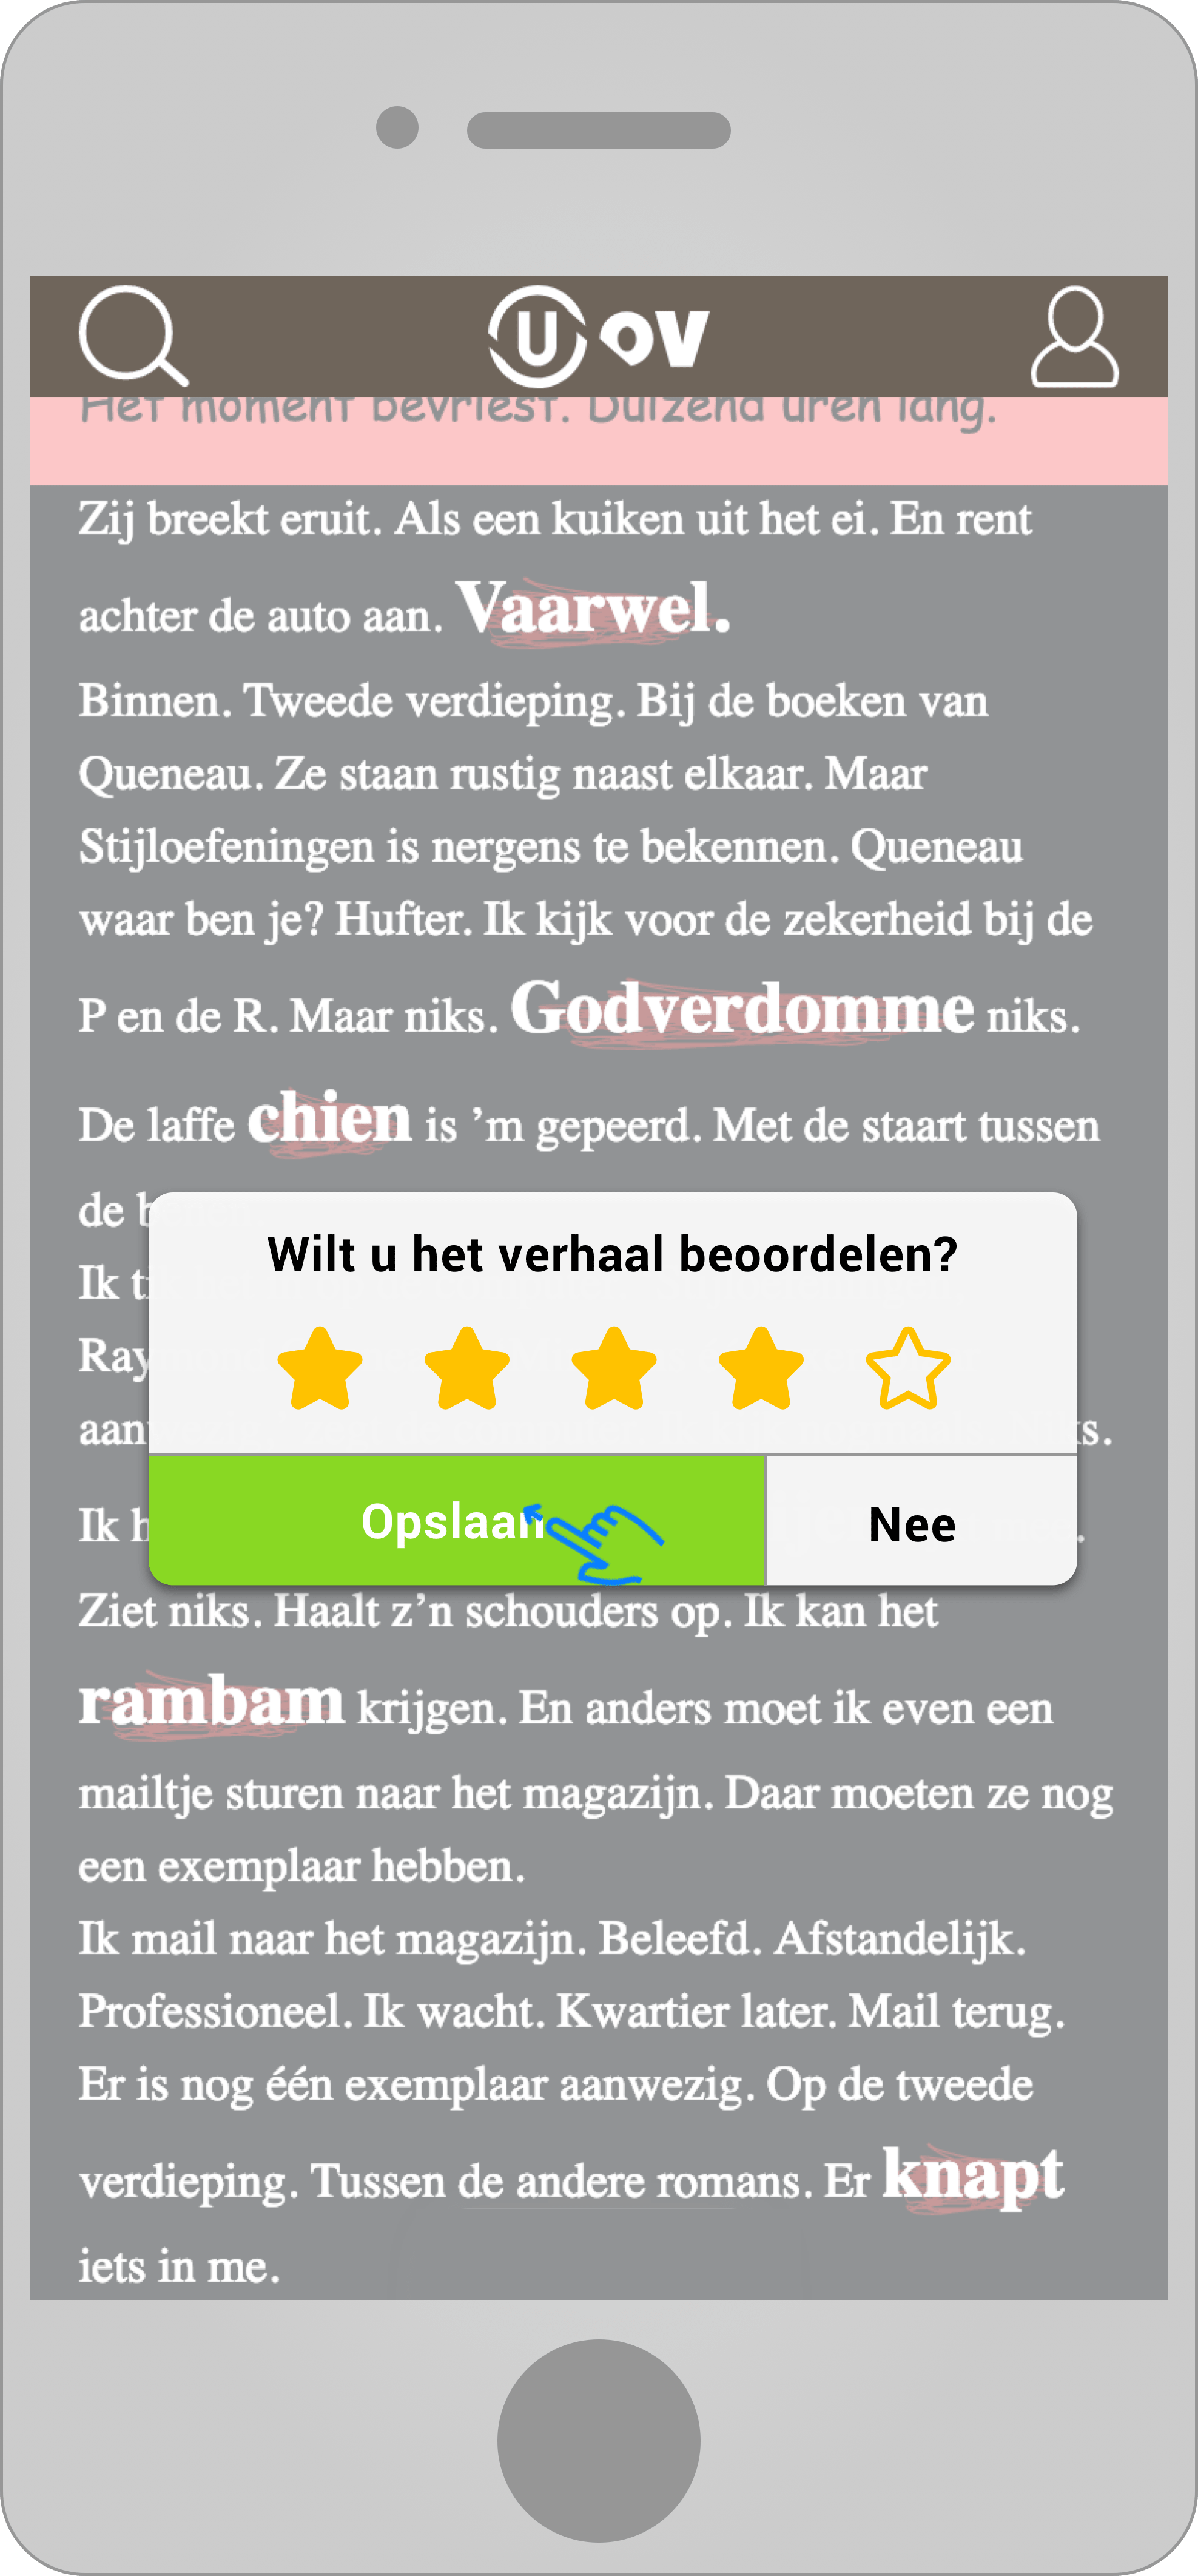 U OV
Het moment bevriest. Duizend uren lang.
Zij breekt eruit. Als een kuiken uit het ei. En rent
achter de auto aan. Vaarwel.
Binnen. Tweede verdieping. Bij de boeken van
Queneau. Ze staan rustig naast elkaar. Maar
Stijloefeningen is nergens te bekennen. Queneau
waar ben je? Hufter. Ik kijk voor de zekerheid bij de
P en de R. Maar niks. Godverdomme niks.
De laffe chien is ’m gepeerd. Met de staart tussen
de
Ik
Wilt u het verhaal beoordelen?
Opslaan
Nee
Ik
Ziet niks. Haalt z’n schouders op. Ik kan het
rambam krijgen. En anders moet ik even een
mailtje sturen naar het magazijn. Daar moeten ze nog
een exemplaar hebben.
Ik mail naar het magazijn. Beleefd. Afstandelijk.
Professioneel. Ik wacht. Kwartier later. Mail terug.
Er is nog één exemplaar aanwezig. Op de tweede
verdieping. Tussen de andere romans. Er knapt
iets in me.